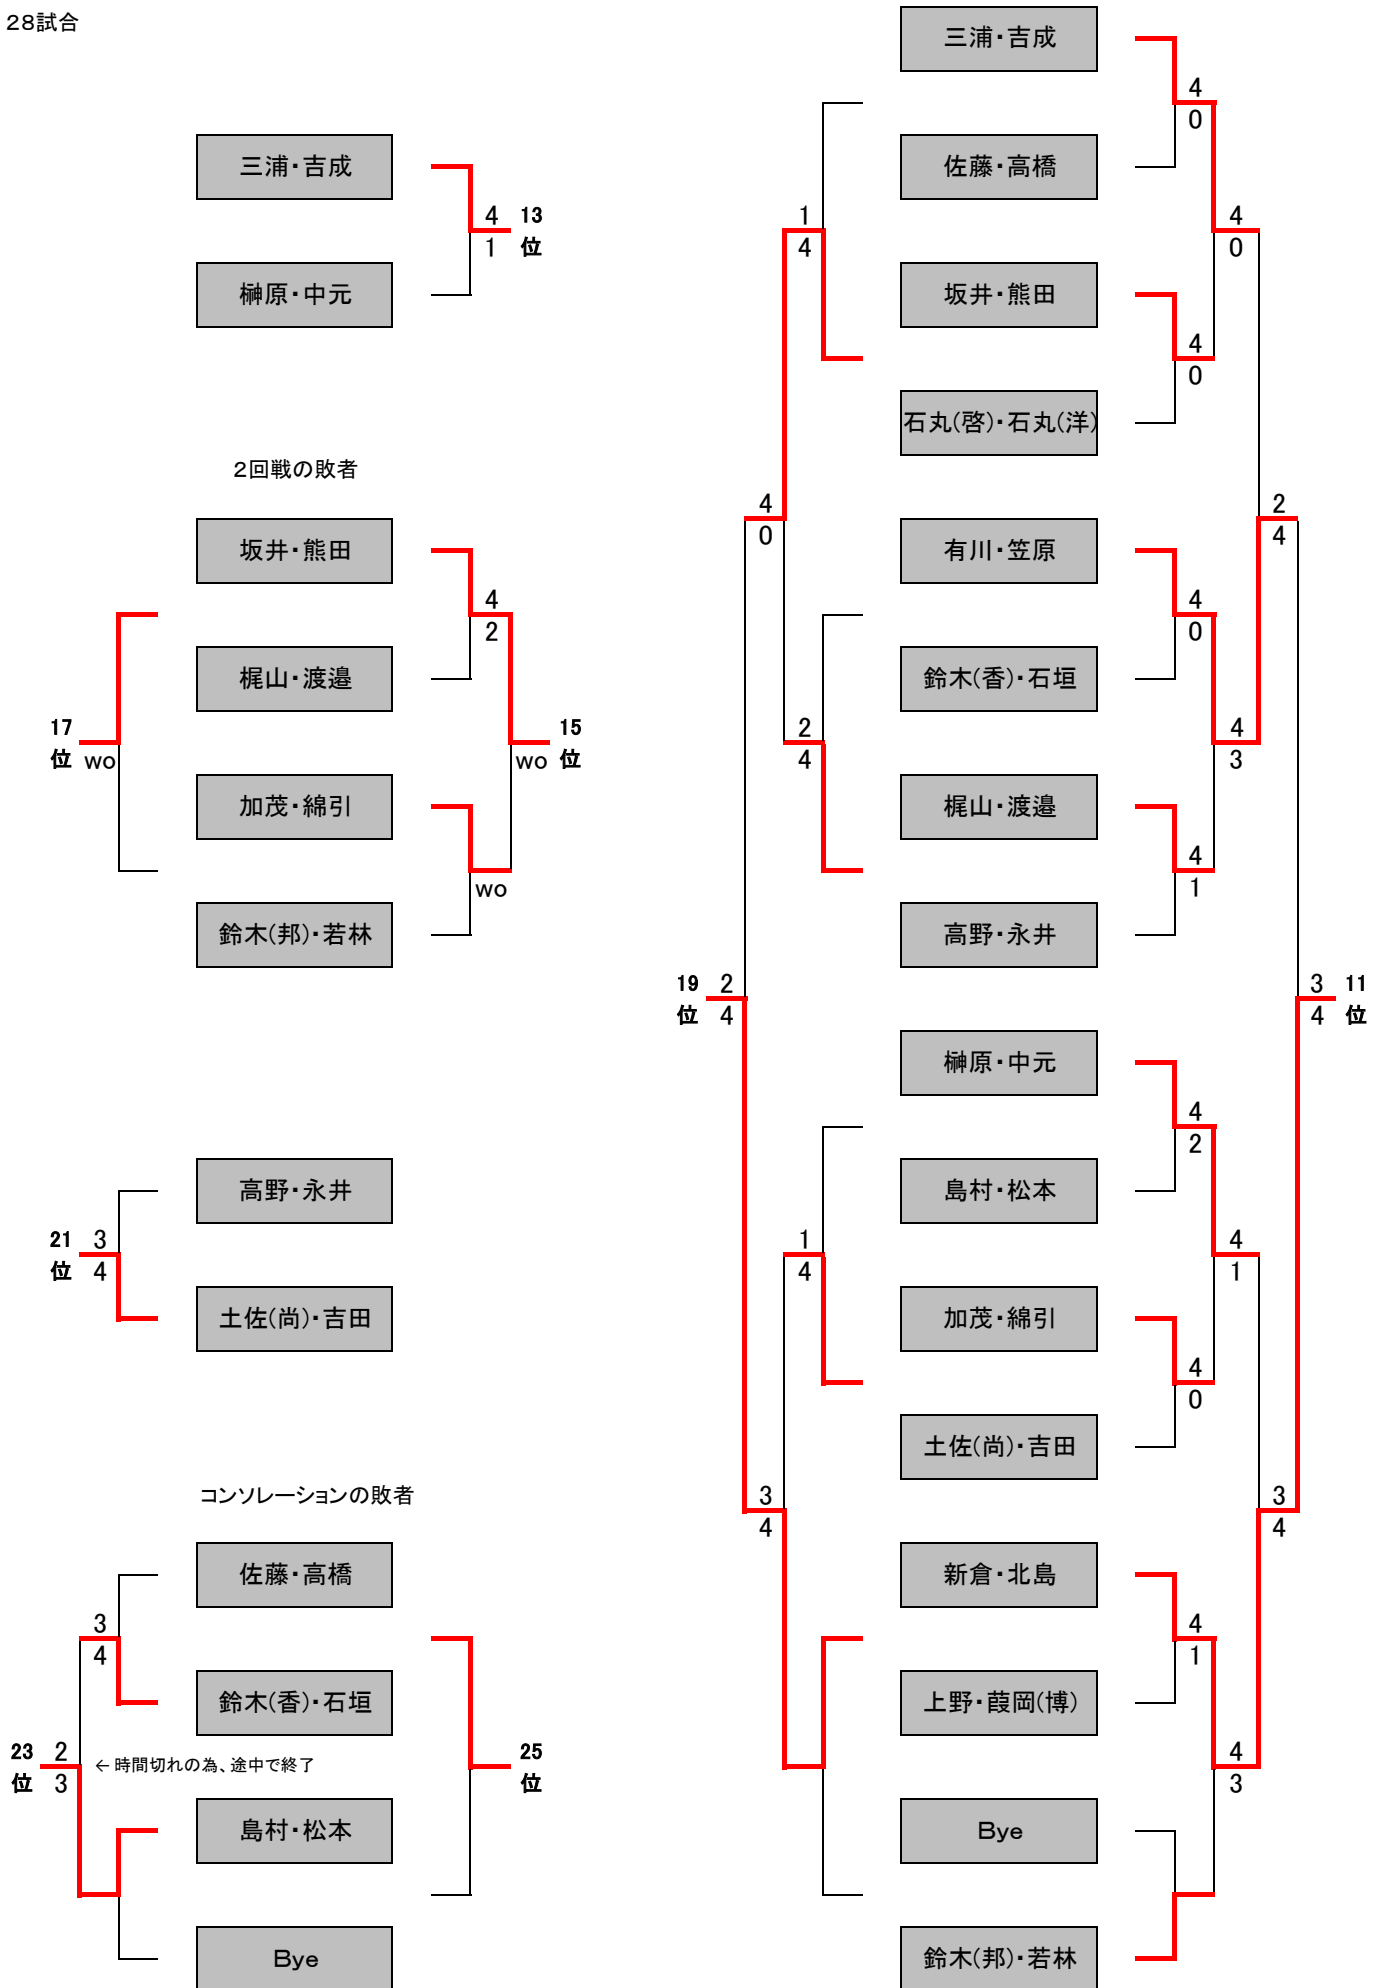 28試合
三浦・吉成
4
0
佐藤・高橋
1
4
4
0
坂井・熊田
4
0
石丸(啓)・石丸(洋)
4
0
2
4
有川・笠原
4
0
鈴木(香)・石垣
2
4
4
3
梶山・渡邉
4
1
高野・永井
19
位
2
4
3
4
11
位
榊原・中元
4
2
島村・松本
1
4
4
1
加茂・綿引
4
0
土佐(尚)・吉田
3
4
3
4
新倉・北島
4
1
上野・葭岡(博)
4
3
Bye
鈴木(邦)・若林
三浦・吉成
4
1
13
位
榊原・中元
2回戦の敗者
坂井・熊田
4
2
梶山・渡邉
17
位
wo
wo
15
位
加茂・綿引
wo
鈴木(邦)・若林
高野・永井
21
位
3
4
土佐(尚)・吉田
コンソレーションの敗者
佐藤・高橋
3
4
鈴木(香)・石垣
23
位
2
3
←時間切れの為、途中で終了
25
位
島村・松本
Bye